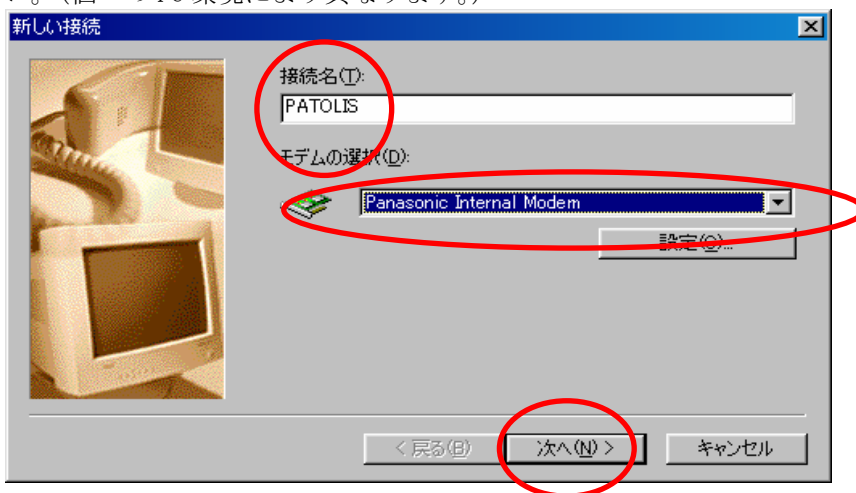 新しい接続
接続名(T):
PATOLIS
モデムの選択(D):
Panasonic Internal Modem
設定(O)...
< 戻る(B)
次へ(N) >
キャンセル